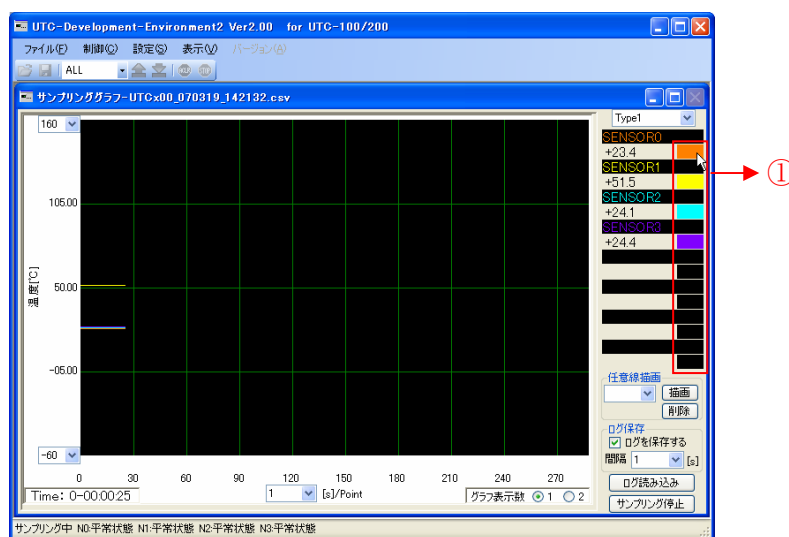 UTC-Development-Environment2 Ver2.00 for UTC-100/200
ファイル(F) 制御(C) 設定(S) 表示(V) バージョン(A)
ALL
サンプリンググラフ-UTCx00_070319_142132.csv
160
105.00
50.00
-05.00
-60
温度[℃]
0 30 60 90 120 150 180 210 240 270
Time: 0-00:00:25
1 [s]/Point
グラフ表示数 1 2
Type1
SENSOR0
+23.4
SENSOR1
+51.5
SENSOR2
+24.1
SENSOR3
+24.4
①
任意線描画
描画
削除
ログ保存
ログを保存する
間隔 1 [s]
ログ読み込み
サンプリング停止
サンプリング中 N0:平常状態 N1:平常状態 N2:平常状態 N3:平常状態